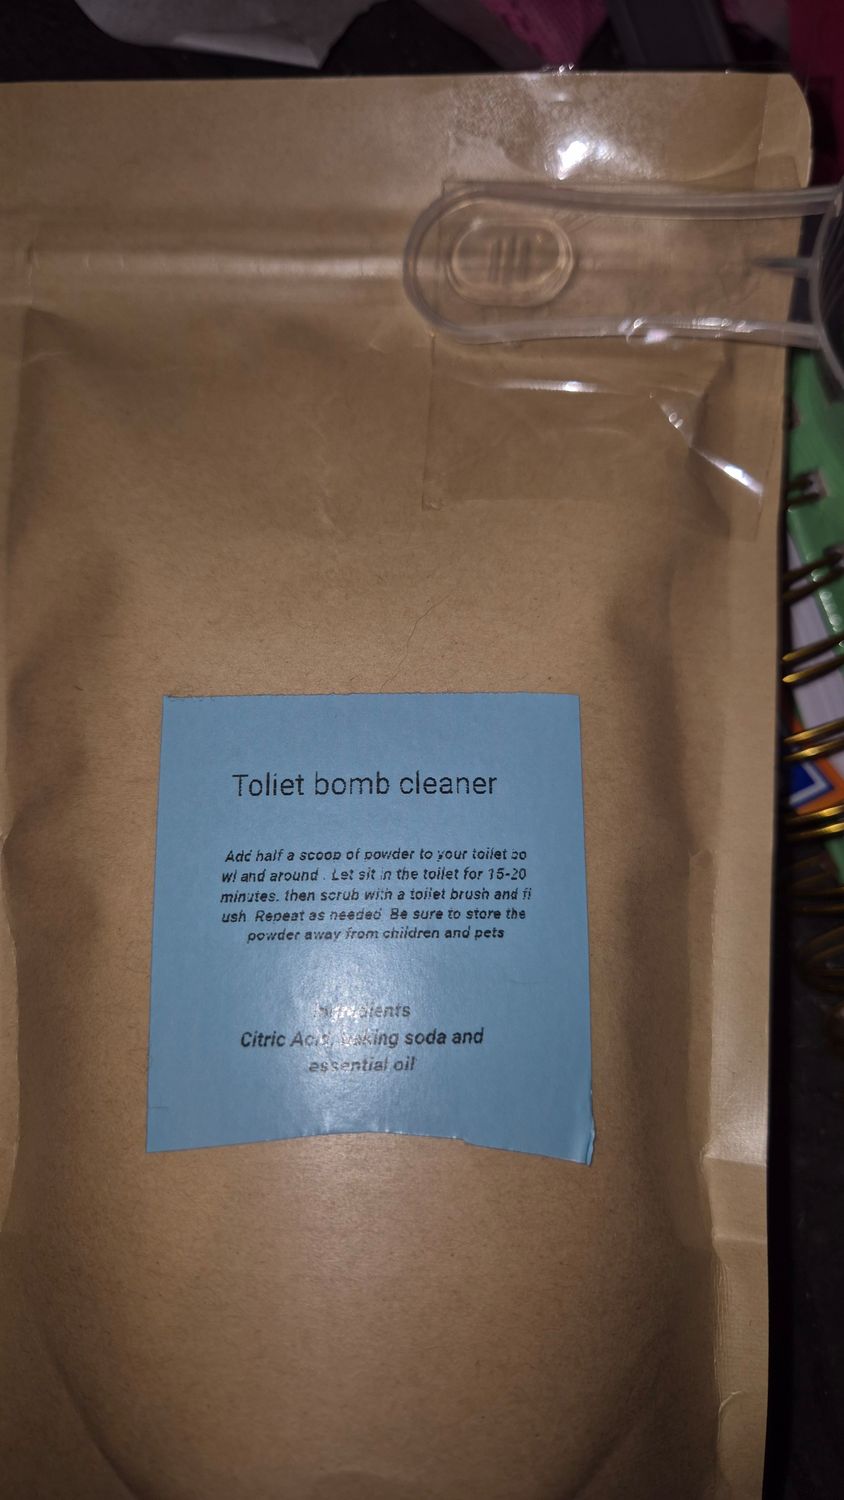 Toliet bomb cleaner
Add half a scoop of powder to your toilet bo
wl and around . Let sit in the toilet for 15-20
minutes. then scrub with a toilet brush and fl
ush. Repeat as needed. Be sure to store the
powder away from children and pets
Ingredients
Citric Acid, baking soda and
essential oil